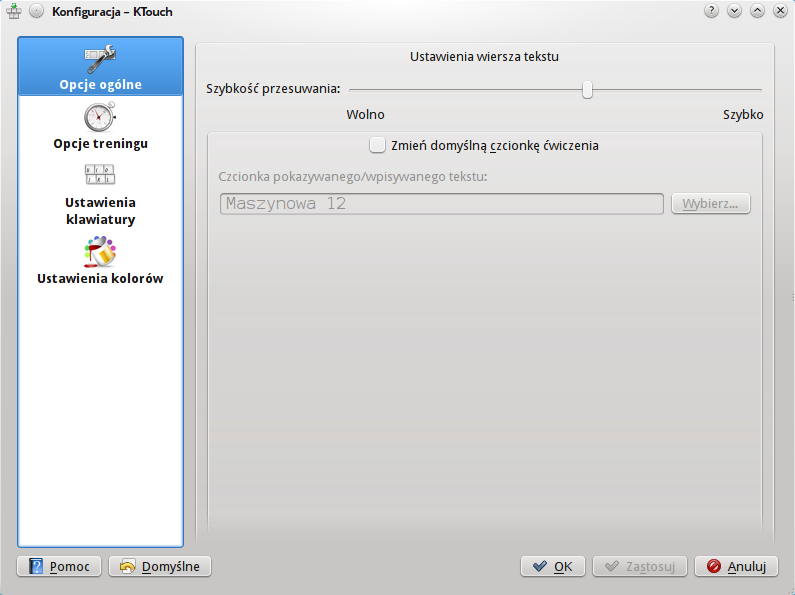 Konfiguracja – KTouch
Opcje ogólne
Opcje treningu
Ustawienia
klawiatury
Ustawienia kolorów
Ustawienia wiersza tekstu
Szybkość przesuwania:
Wolno Szybko
Zmień domyślną czcionkę ćwiczenia
Czcionka pokazywanego/wpisywanego tekstu:
Maszynowa 12 Wybierz...
Pomoc Domyślne OK Zastosuj Anuluj